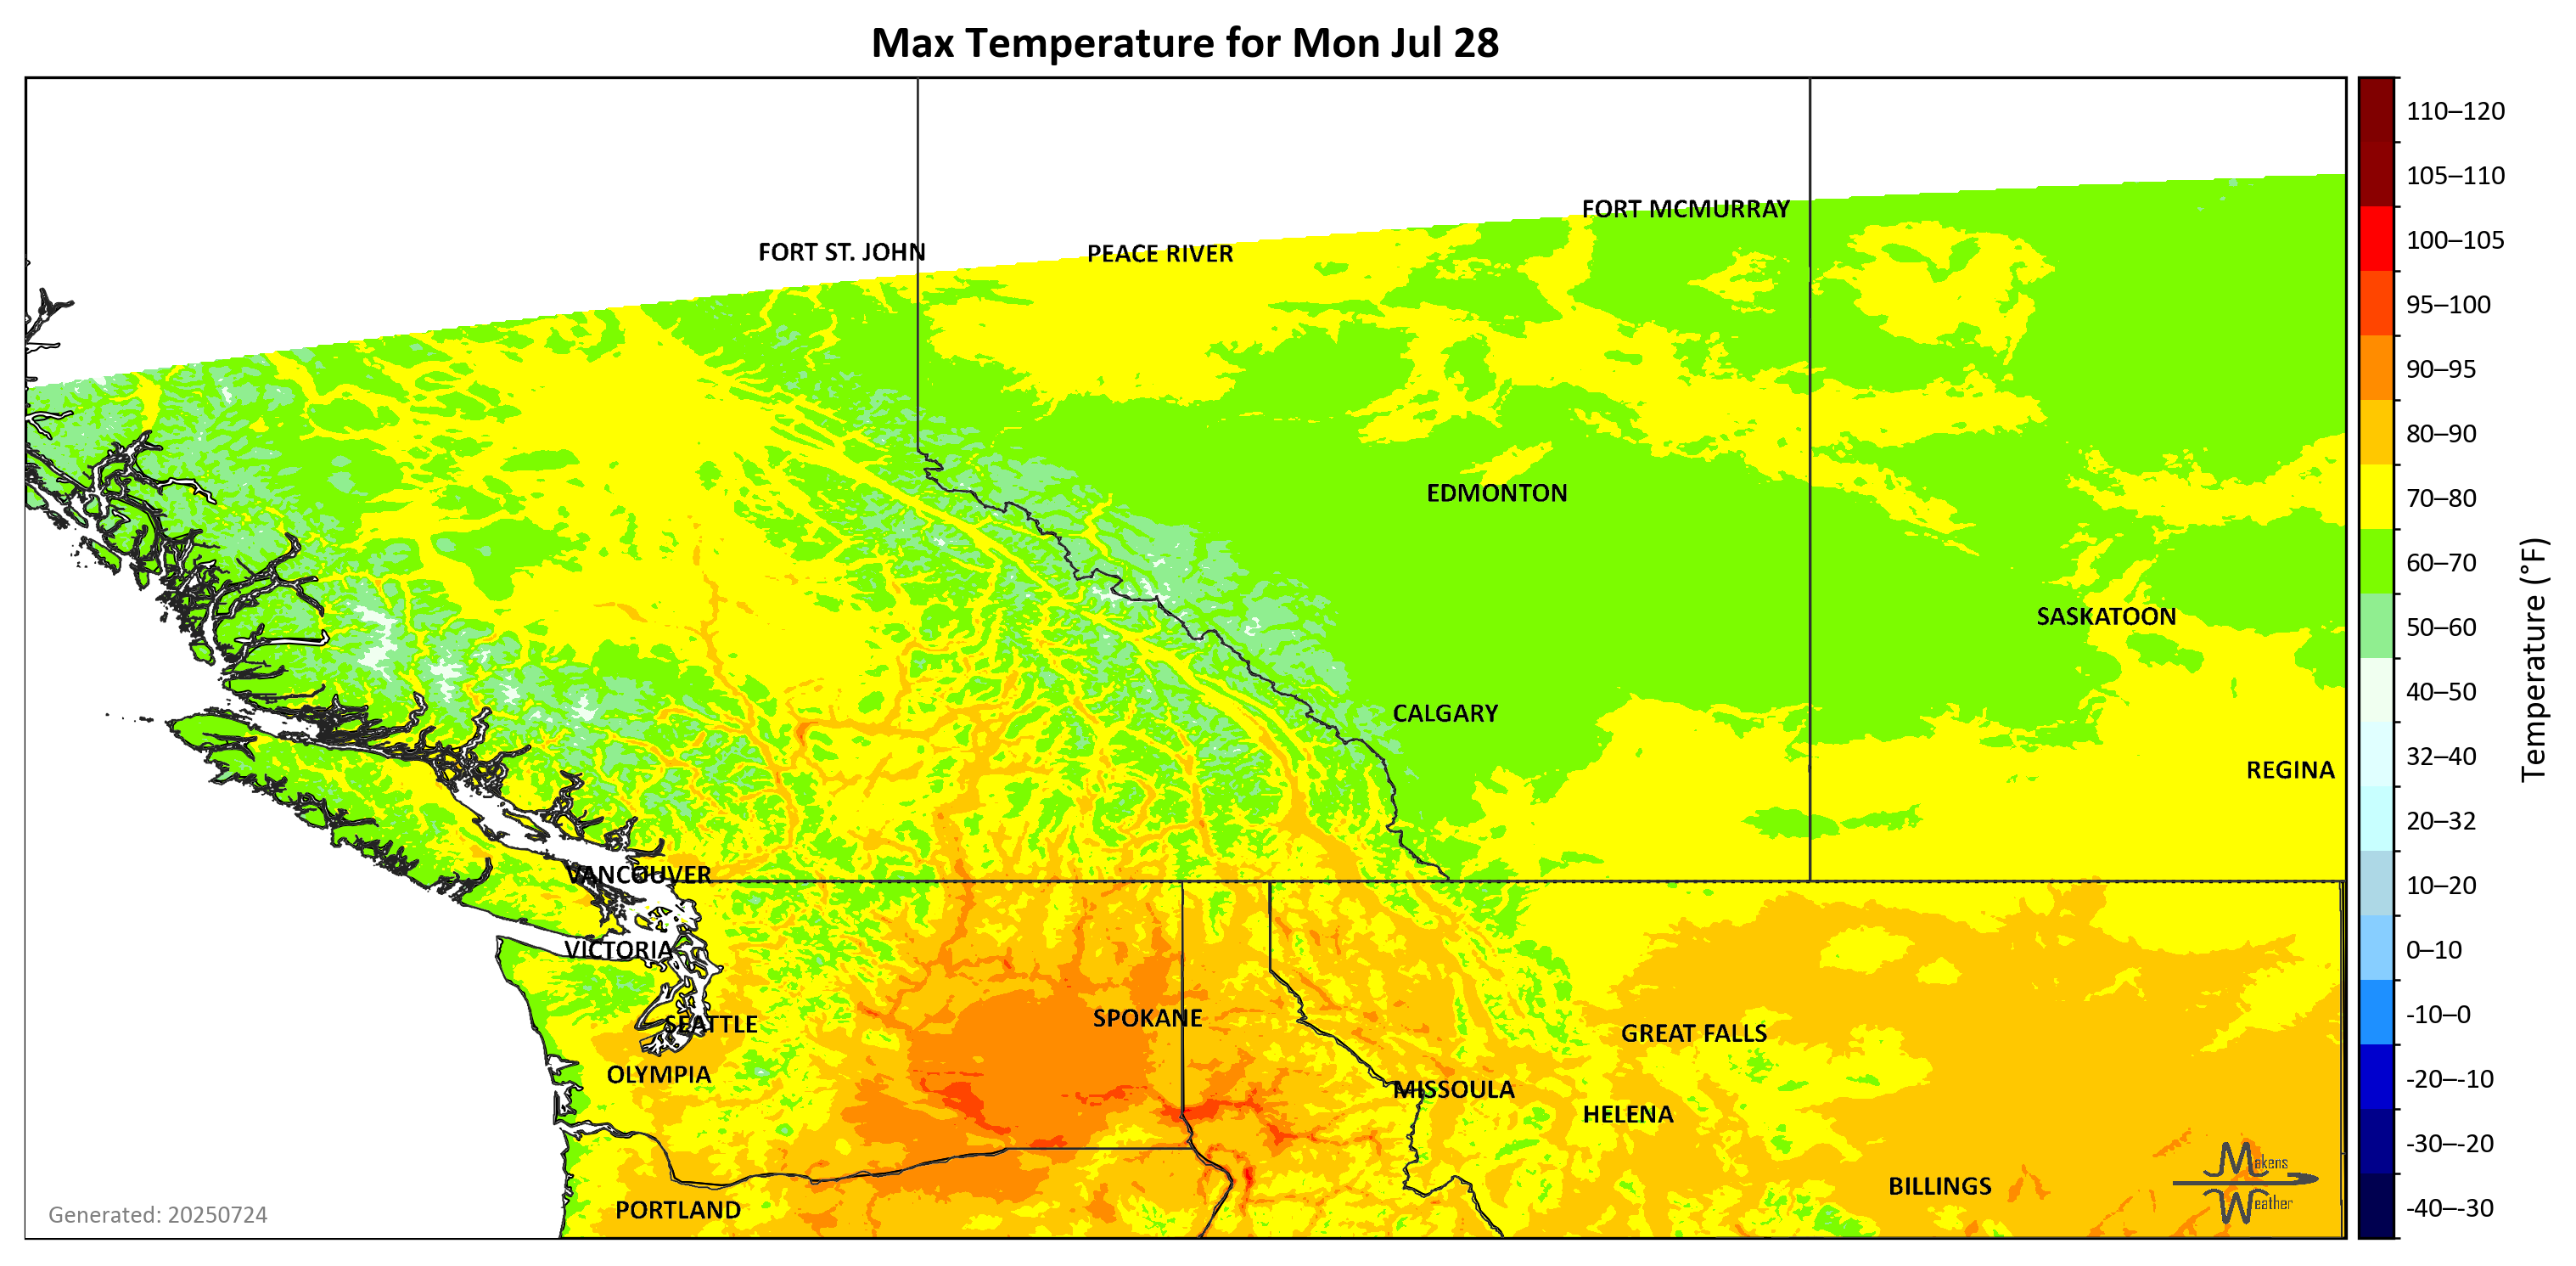 Max Temperature for Mon Jul 28
110–120
105–110
100–105
95–100
90–95
80–90
70–80
60–70
50–60
40–50
32–40
20–32
10–20
0–10
-10–0
-20–-10
-30–-20
-40–-30
Temperature (°F)
FORT MCMURRAY
FORT ST. JOHN
PEACE RIVER
EDMONTON
SASKATOON
CALGARY
REGINA
VANCOUVER
VICTORIA
SEATTLE
SPOKANE
GREAT FALLS
OLYMPIA
MISSOULA
HELENA
BILLINGS
PORTLAND
Makens
Weather
Generated: 20250724